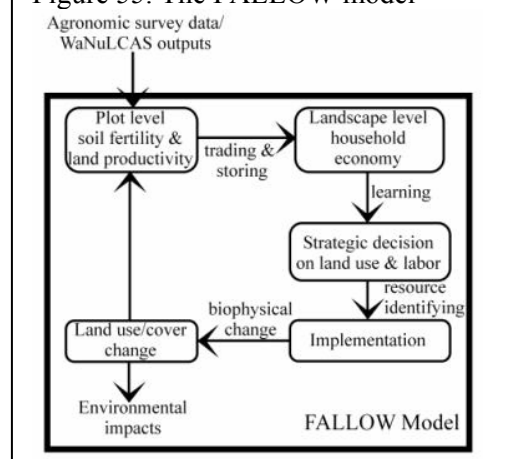 Figure 33. The FALLOW model
Agronomic survey data/
WaNuLCAS outputs
Plot level
soil fertility &
land productivity
trading &
storing
Landscape level
household
economy
learning
Strategic decision
on land use & labor
resource
identifying
Implementation
biophysical
change
Land use/cover
change
Environmental
impacts
FALLOW Model